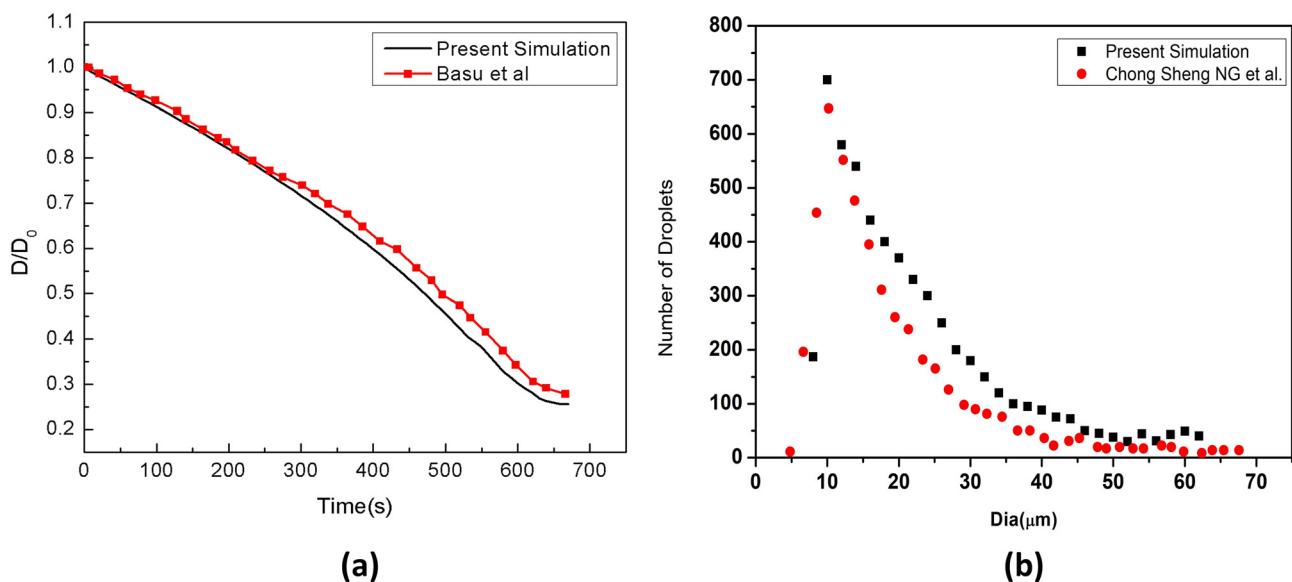 Present Simulation
Basu et al
1.0
0.9
0.8
0.7
0.6
0.5
0.4
0.3
0.2
D/D₀
0 100 200 300 400 500 600 700
Time(s)
(a)
Present Simulation
Chong Sheng NG et al.
800
700
600
500
400
300
200
100
0
Number of Droplets
0 10 20 30 40 50 60 70
Dia(μm)
(b)